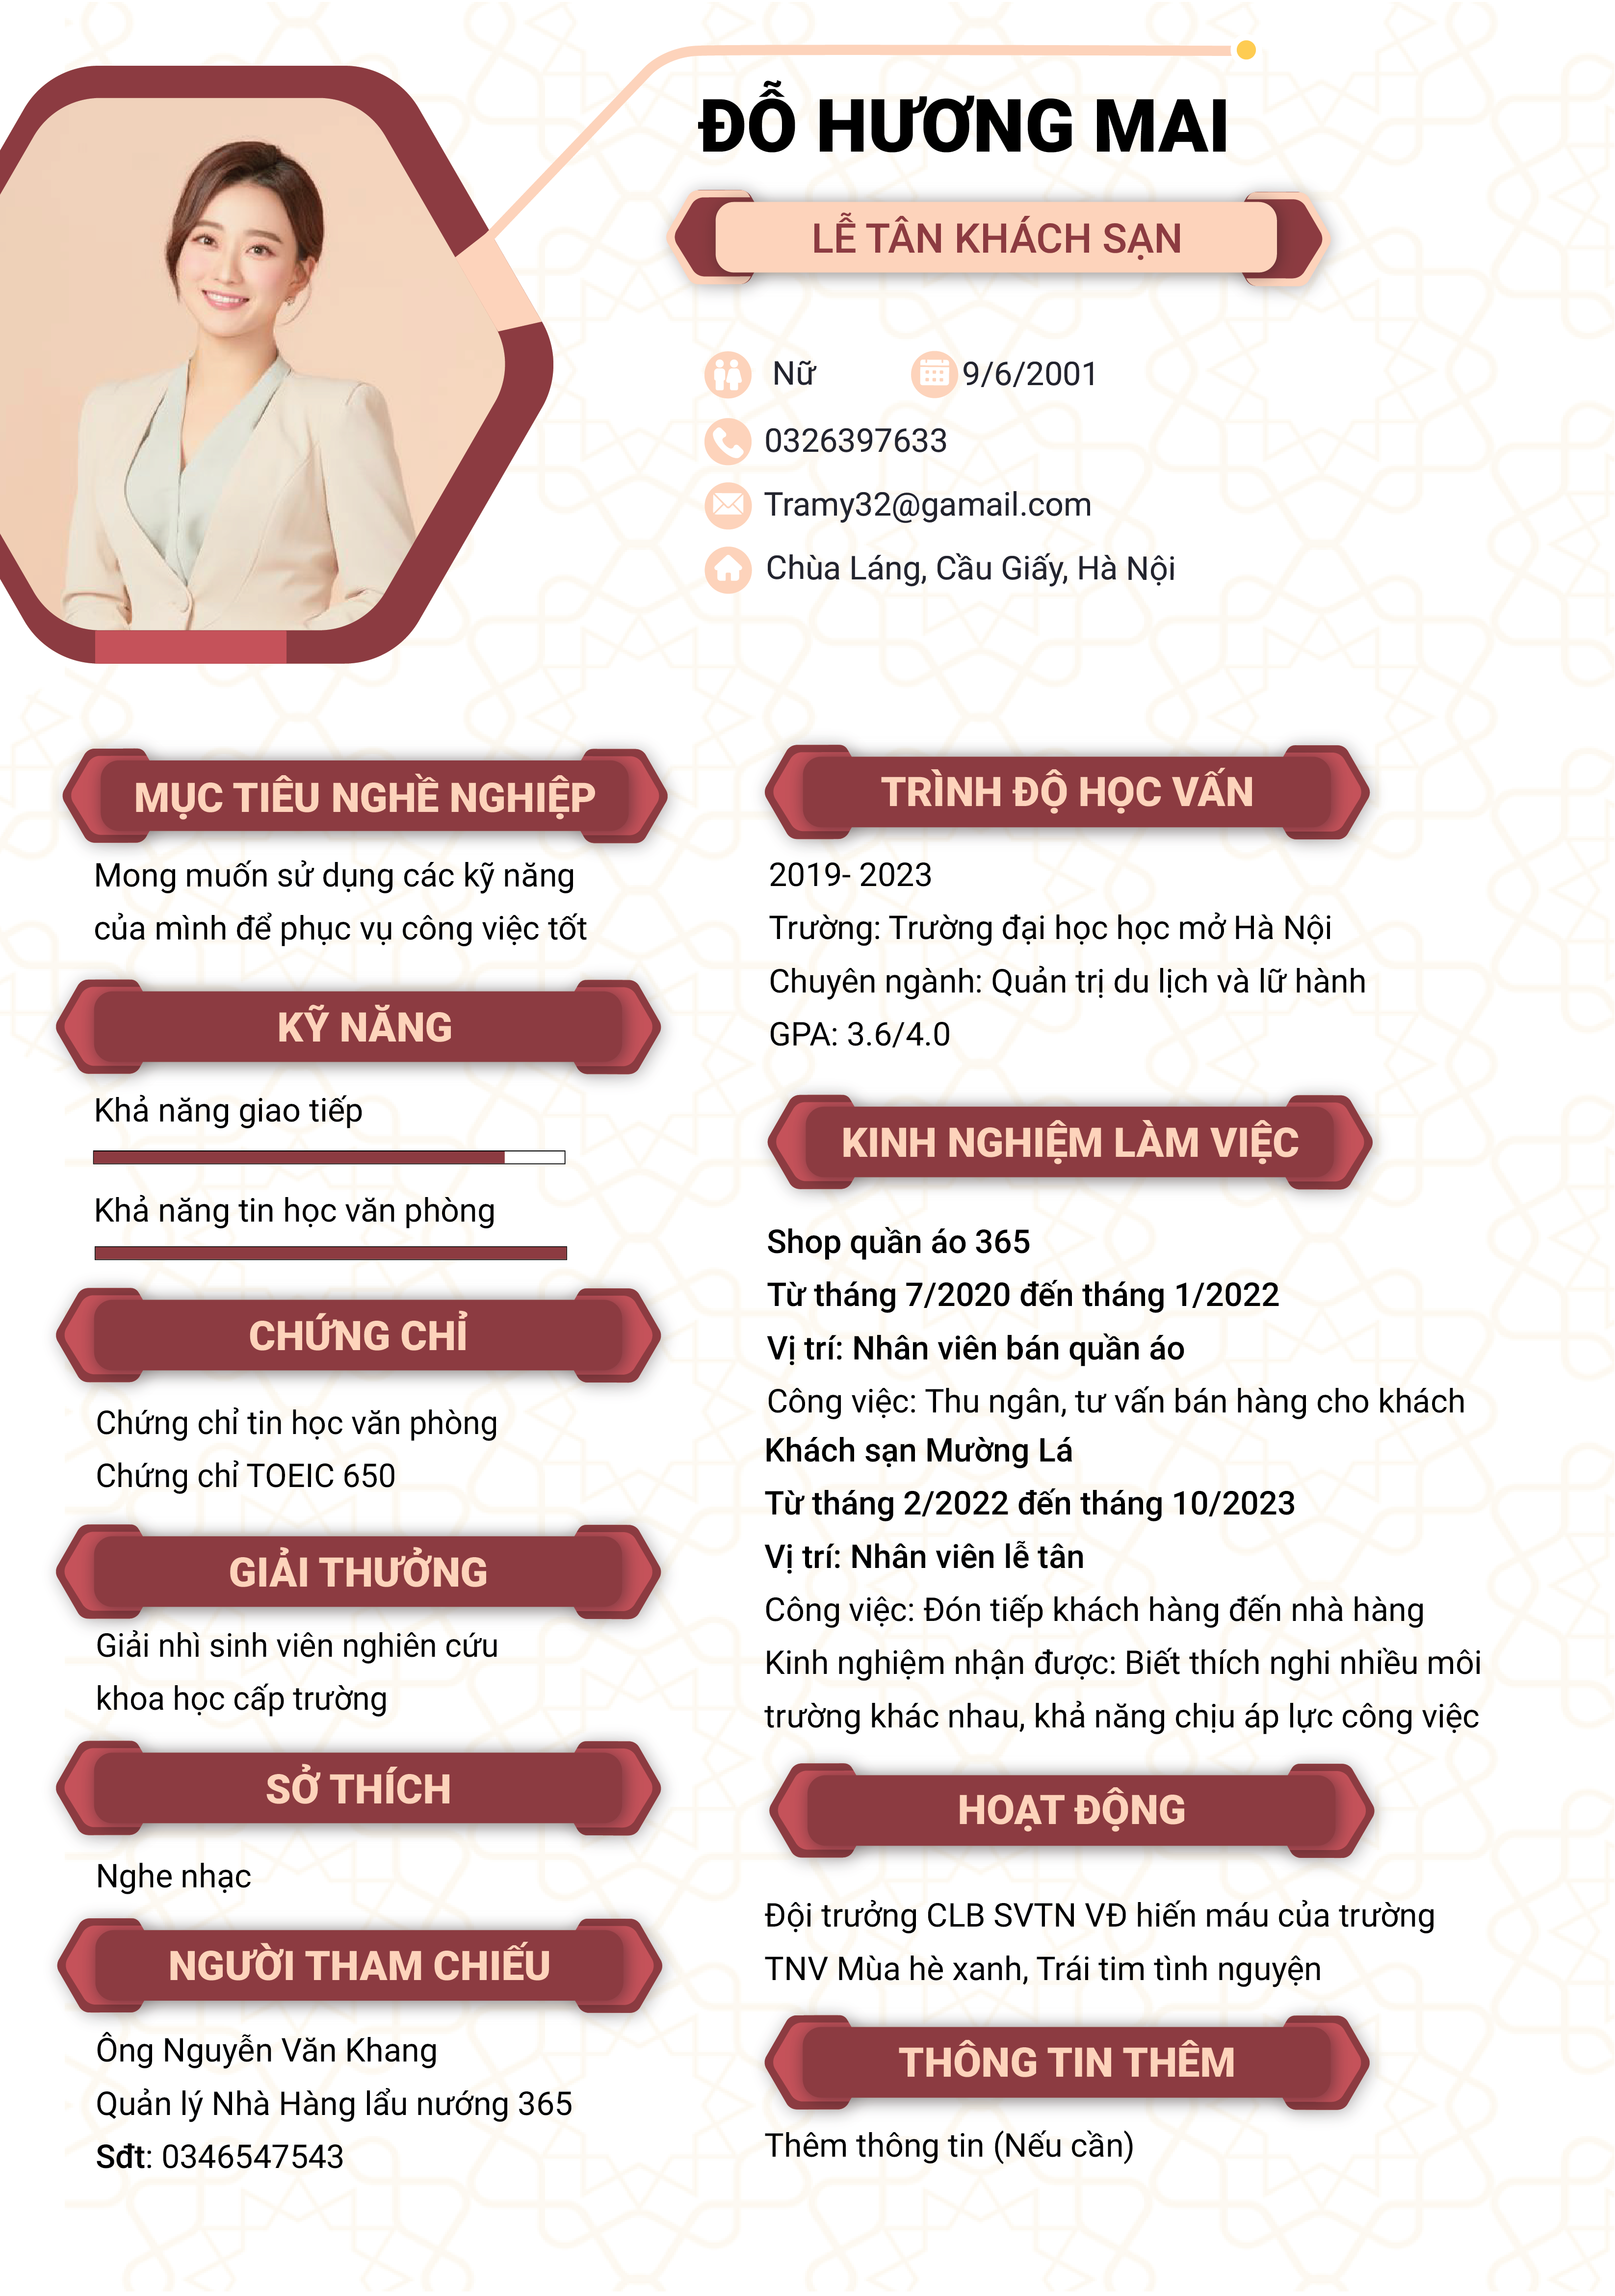 ĐỖ HƯƠNG MAI
LỄ TÂN KHÁCH SẠN
Nữ
9/6/2001
0326397633
Tramy32@gamail.com
Chùa Láng, Cầu Giấy, Hà Nội
MỤC TIÊU NGHỀ NGHIỆP
Mong muốn sử dụng các kỹ năng
của mình để phục vụ công việc tốt
KỸ NĂNG
Khả năng giao tiếp
Khả năng tin học văn phòng
CHỨNG CHỈ
Chứng chỉ tin học văn phòng
Chứng chỉ TOEIC 650
GIẢI THƯỞNG
Giải nhì sinh viên nghiên cứu
khoa học cấp trường
SỞ THÍCH
Nghe nhạc
NGƯỜI THAM CHIẾU
Ông Nguyễn Văn Khang
Quản lý Nhà Hàng lẩu nướng 365
Sđt: 0346547543
TRÌNH ĐỘ HỌC VẤN
2019- 2023
Trường: Trường đại học học mở Hà Nội
Chuyên ngành: Quản trị du lịch và lữ hành
GPA: 3.6/4.0
KINH NGHIỆM LÀM VIỆC
Shop quần áo 365
Từ tháng 7/2020 đến tháng 1/2022
Vị trí: Nhân viên bán quần áo
Công việc: Thu ngân, tư vấn bán hàng cho khách
Khách sạn Mường Lá
Từ tháng 2/2022 đến tháng 10/2023
Vị trí: Nhân viên lễ tân
Công việc: Đón tiếp khách hàng đến nhà hàng
Kinh nghiệm nhận được: Biết thích nghi nhiều môi
trường khác nhau, khả năng chịu áp lực công việc
HOẠT ĐỘNG
Đội trưởng CLB SVTN VĐ hiến máu của trường
TNV Mùa hè xanh, Trái tim tình nguyện
THÔNG TIN THÊM
Thêm thông tin (Nếu cần)